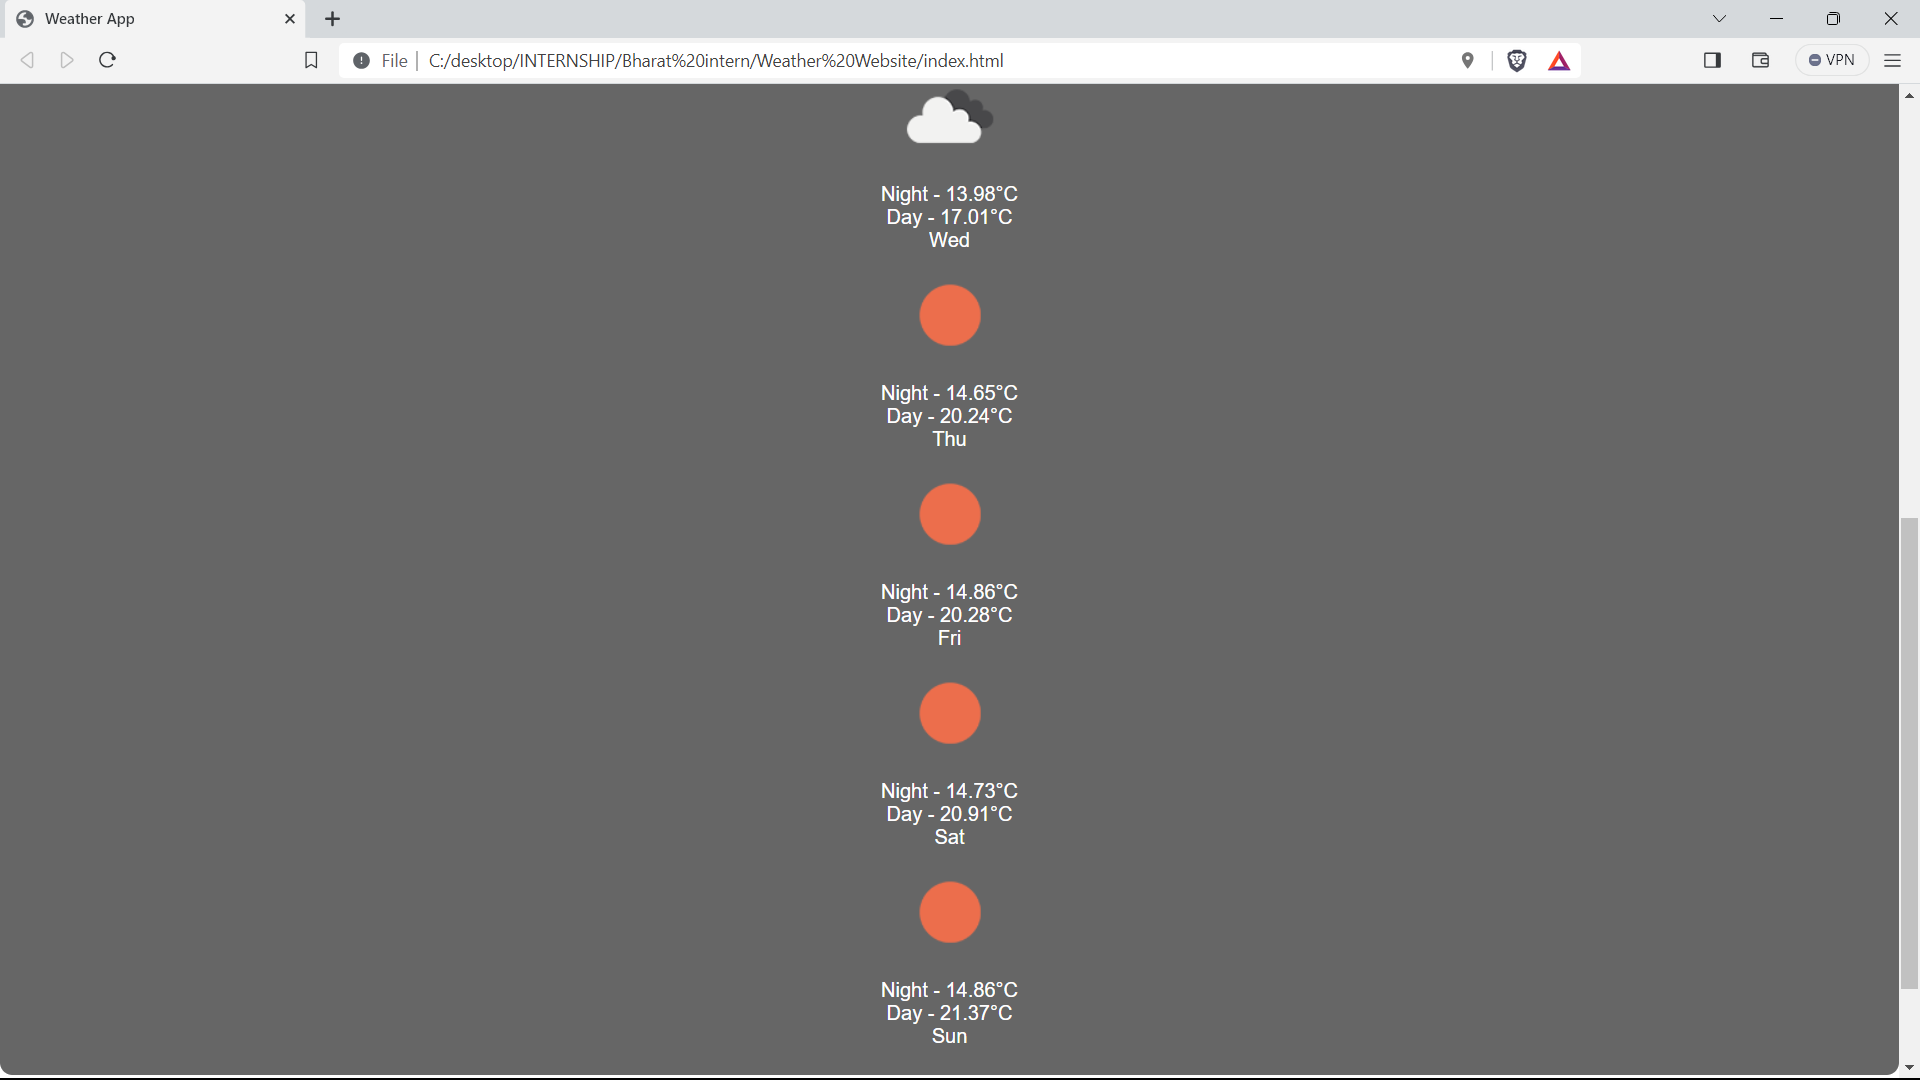 Weather App
File
C:/desktop/INTERNSHIP/Bharat%20intern/Weather%20Website/index.html
VPN
Night - 13.98°C
Day - 17.01°C
Wed
Night - 14.65°C
Day - 20.24°C
Thu
Night - 14.86°C
Day - 20.28°C
Fri
Night - 14.73°C
Day - 20.91°C
Sat
Night - 14.86°C
Day - 21.37°C
Sun